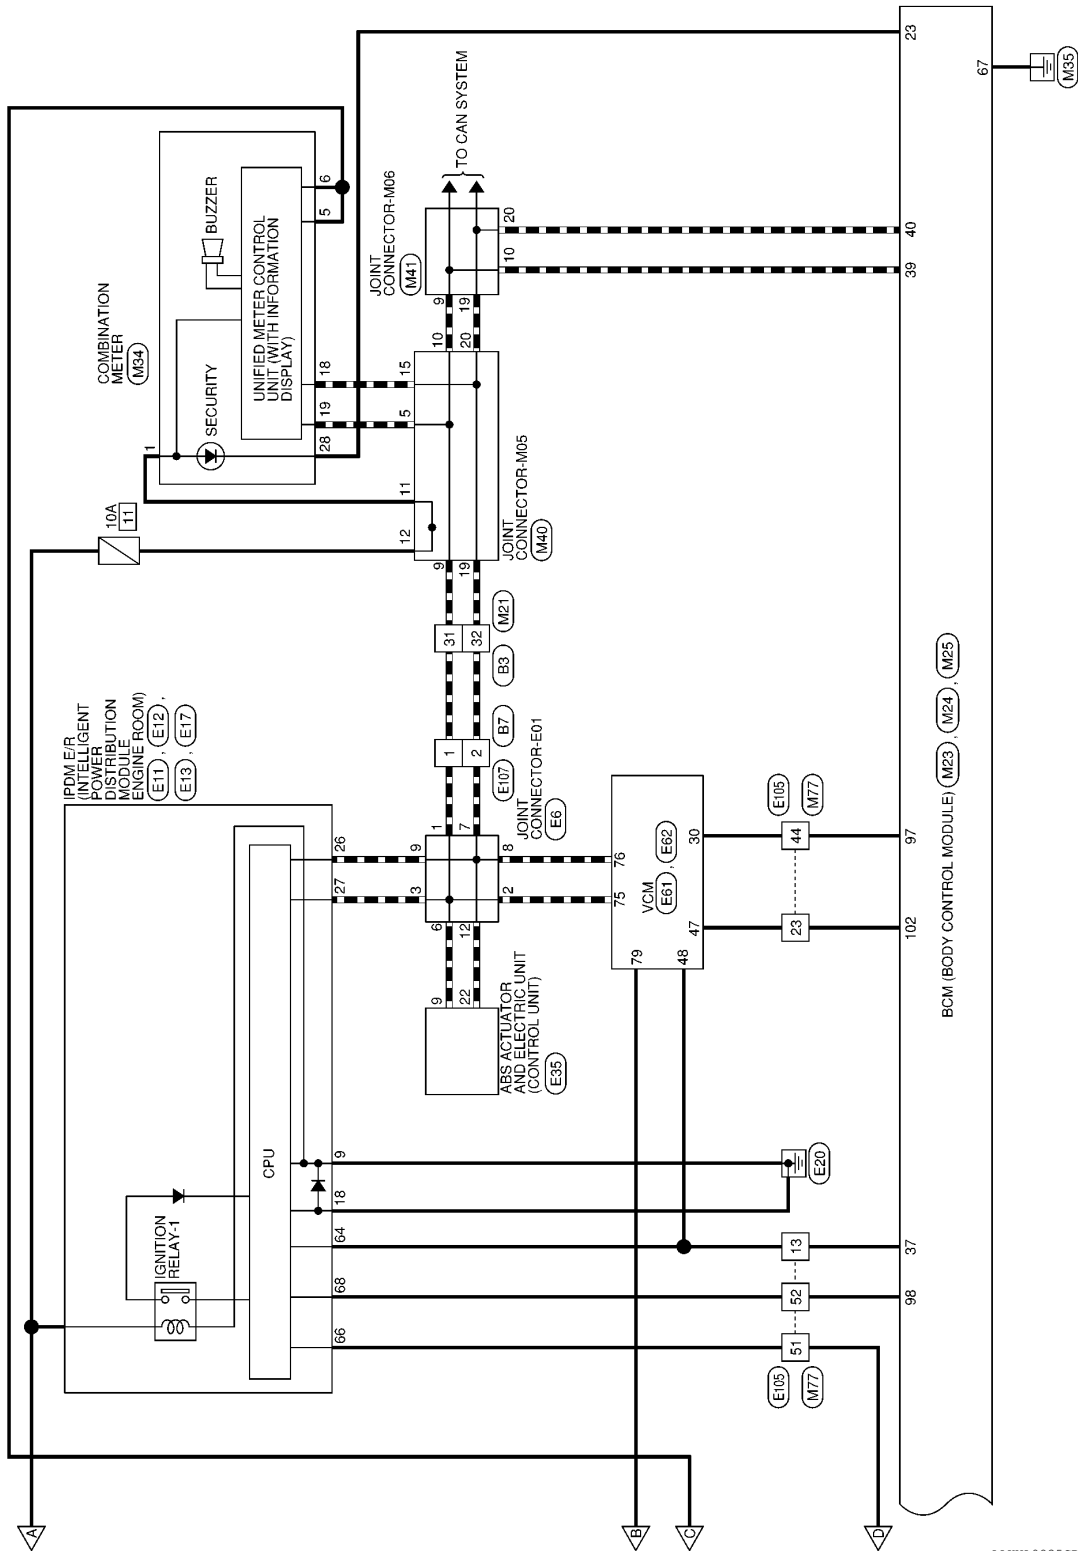 A
B
C
D
IPDM E/R
(INTELLIGENT
POWER
DISTRIBUTION
MODULE
ENGINE ROOM)
E11 , E12 ,
E13 , E17
IGNITION
RELAY-1
CPU
66
68
64
18
9
27
26
10A
11
COMBINATION
METER
M34
1
SECURITY
BUZZER
UNIFIED METER CONTROL
UNIT (WITH INFORMATION
DISPLAY)
28
19
18
5
6
12
11
5
15
9
19
10
20
JOINT
CONNECTOR-M05
M40
JOINT
CONNECTOR-M06
M41
9
19
10
20
TO CAN SYSTEM
ABS ACTUATOR
AND ELECTRIC UNIT
(CONTROL UNIT)
E35
9
22
6
12
3
9
2
8
1
7
JOINT
CONNECTOR-E01
E6
1
2
E107
B7
31
32
B3
M21
VCM
E61 , E62
79
48
75
76
47
30
E20
E105
M77
51
52
13
23
44
E105
M77
98
37
102
97
39
40
23
BCM (BODY CONTROL MODULE) M23 , M24 , M25
67
M35